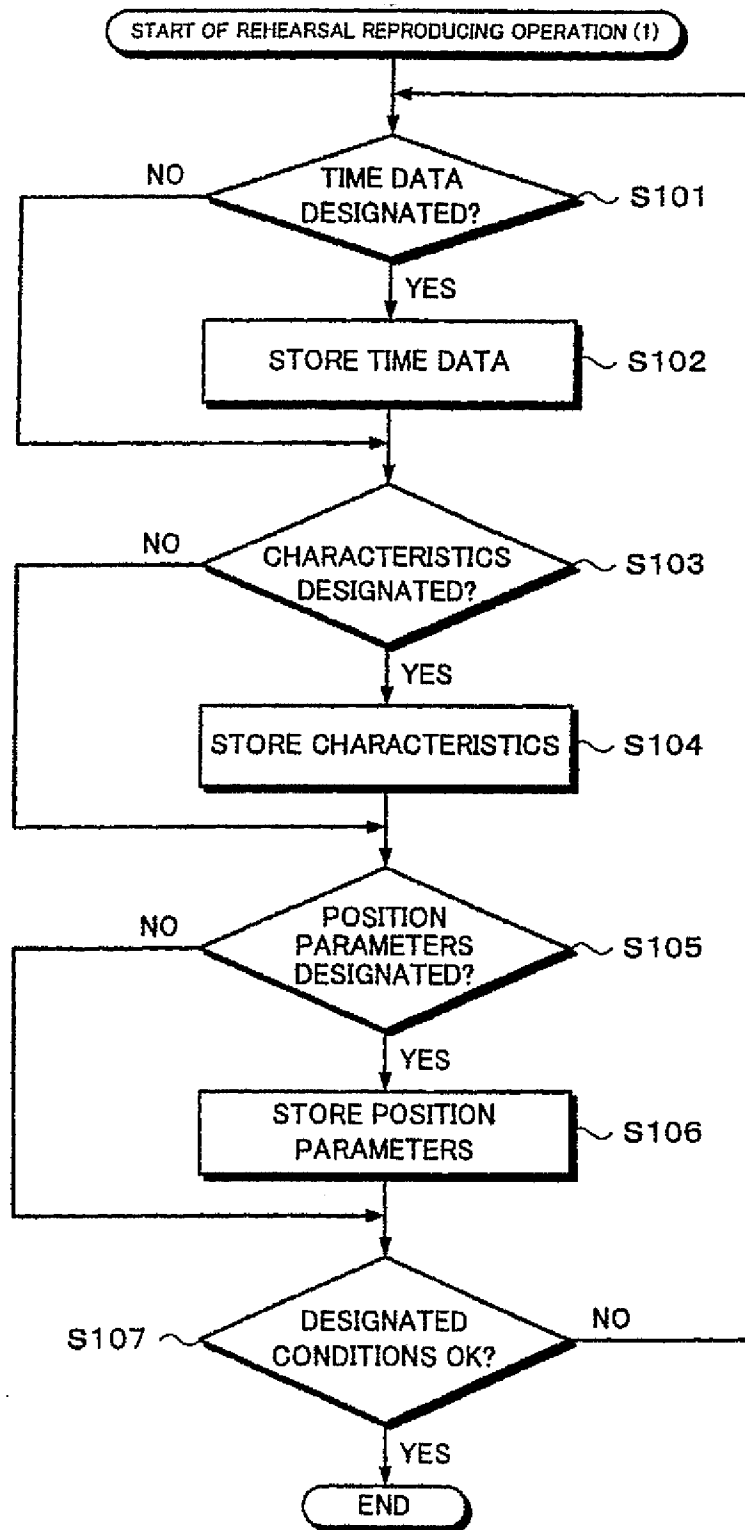 START OF REHEARSAL REPRODUCING OPERATION (1)
NO
TIME DATA
DESIGNATED?
S101
YES
STORE TIME DATA
S102
NO
CHARACTERISTICS
DESIGNATED?
S103
YES
STORE CHARACTERISTICS
S104
NO
POSITION
PARAMETERS
DESIGNATED?
S105
YES
STORE POSITION
PARAMETERS
S106
S107
DESIGNATED
CONDITIONS OK?
NO
YES
END